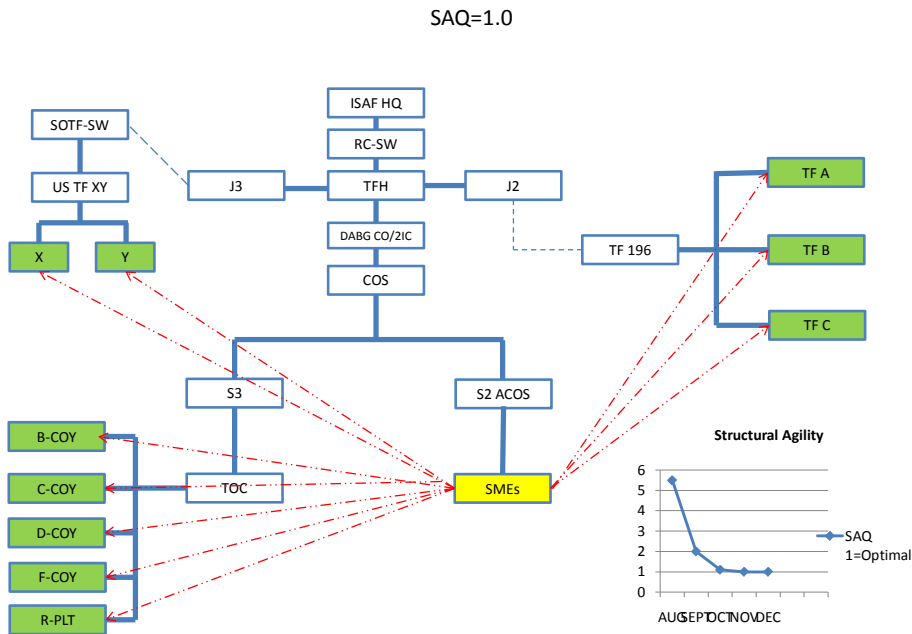 SAQ=1.0
ISAF HQ
SOTF-SW
RC-SW
US TF XY
J3
TFH
J2
TF A
X
Y
DABG CO/2IC
TF 196
TF B
COS
TF C
S3
S2 ACOS
B-COY
C-COY
TOC
SMEs
D-COY
F-COY
R-PLT
Structural Agility
6
5
4
3
2
1
0
SAQ
1=Optimal
AUG SEPT OCT NOV DEC